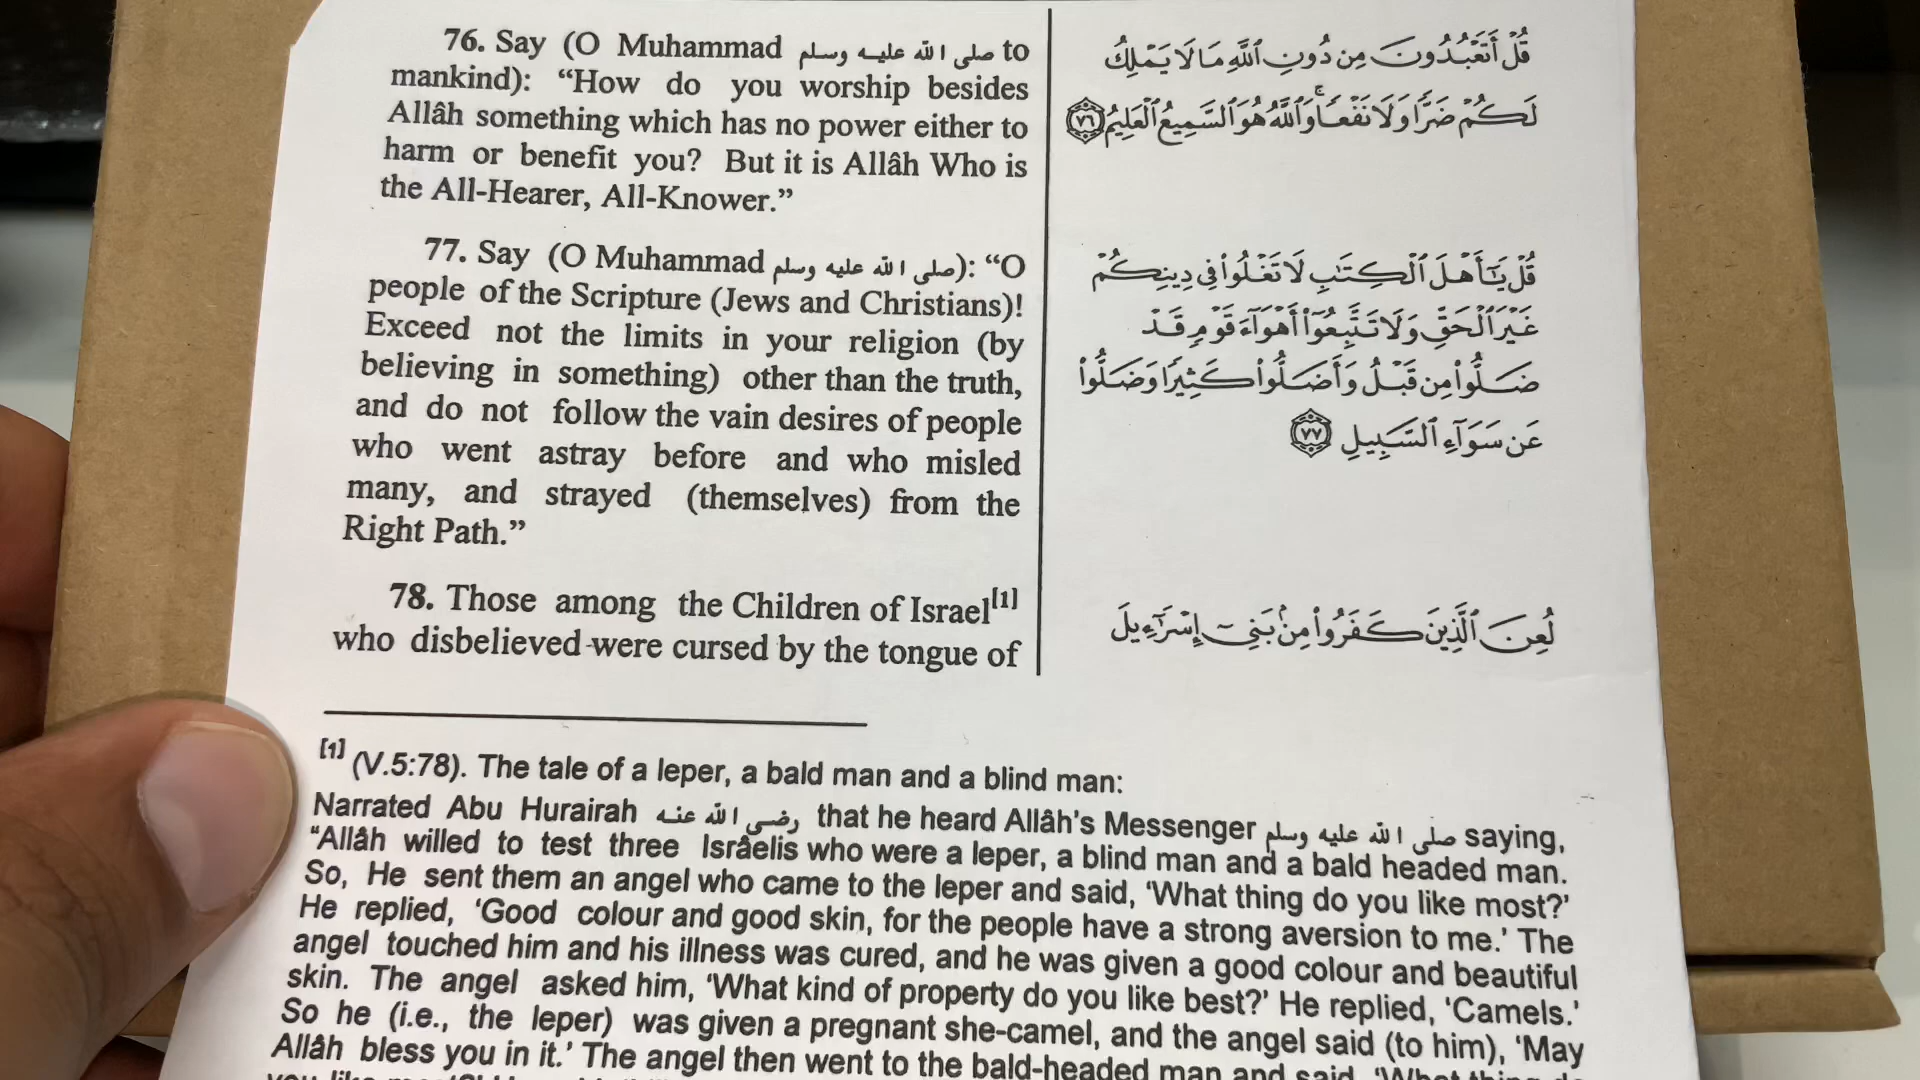 76. Say (O Muhammad صلى الله عليه وسلم to
mankind): “How do you worship besides
Allâh something which has no power either to
harm or benefit you? But it is Allâh Who is
the All-Hearer, All-Knower.”
77. Say (O Muhammad صلى الله عليه وسلم): “O
people of the Scripture (Jews and Christians)!
Exceed not the limits in your religion (by
believing in something) other than the truth,
and do not follow the vain desires of people
who went astray before and who misled
many, and strayed (themselves) from the
Right Path.”
78. Those among the Children of Israel[1]
who disbelieved were cursed by the tongue of
قُلْ أَتَعْبُدُونَ مِن دُونِ ٱللَّهِ مَا لَا يَمْلِكُ
لَكُمْ ضَرًّا وَلَا نَفْعًا ۚ وَٱللَّهُ هُوَ ٱلسَّمِيعُ ٱلْعَلِيمُ ٧٦
قُلْ يَـٰٓأَهْلَ ٱلْكِتَـٰبِ لَا تَغْلُوا۟ فِى دِينِكُمْ
غَيْرَ ٱلْحَقِّ وَلَا تَتَّبِعُوٓا۟ أَهْوَآءَ قَوْمٍ قَدْ
ضَلُّوا۟ مِن قَبْلُ وَأَضَلُّوا۟ كَثِيرًا وَضَلُّوا۟
عَن سَوَآءِ ٱلسَّبِيلِ ٧٧
لُعِنَ ٱلَّذِينَ كَفَرُوا۟ مِنۢ بَنِىٓ إِسْرَٰٓءِيلَ
[1] (V.5:78). The tale of a leper, a bald man and a blind man:
Narrated Abu Hurairah رضي الله عنه that he heard Allâh's Messenger صلى الله عليه وسلم saying,
“Allâh willed to test three Isrâelis who were a leper, a blind man and a bald headed man.
So, He sent them an angel who came to the leper and said, ‘What thing do you like most?’
He replied, ‘Good colour and good skin, for the people have a strong aversion to me.’ The
angel touched him and his illness was cured, and he was given a good colour and beautiful
skin. The angel asked him, ‘What kind of property do you like best?’ He replied, ‘Camels.’
So he (i.e., the leper) was given a pregnant she-camel, and the angel said (to him), ‘May
Allâh bless you in it.’ The angel then went to the bald-headed man and said, ‘What thing do